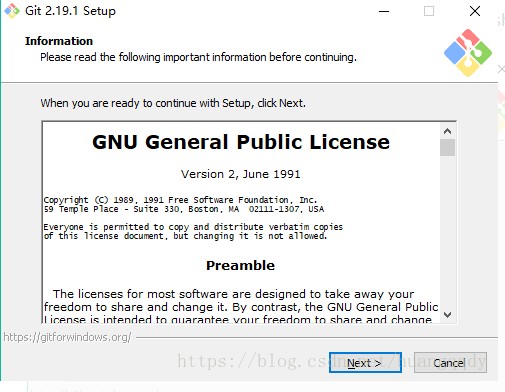 Git 2.19.1 Setup
Information
Please read the following important information before continuing.
When you are ready to continue with Setup, click Next.
GNU General Public License
Version 2, June 1991
Copyright (C) 1989, 1991 Free Software Foundation, Inc.
59 Temple Place - Suite 330, Boston, MA  02111-1307, USA
Everyone is permitted to copy and distribute verbatim copies
of this license document, but changing it is not allowed.
Preamble
The licenses for most software are designed to take away your
freedom to share and change it. By contrast, the GNU General Public
License is intended to guarantee your freedom to share and change
https://gitforwindows.org/
Next >
Cancel